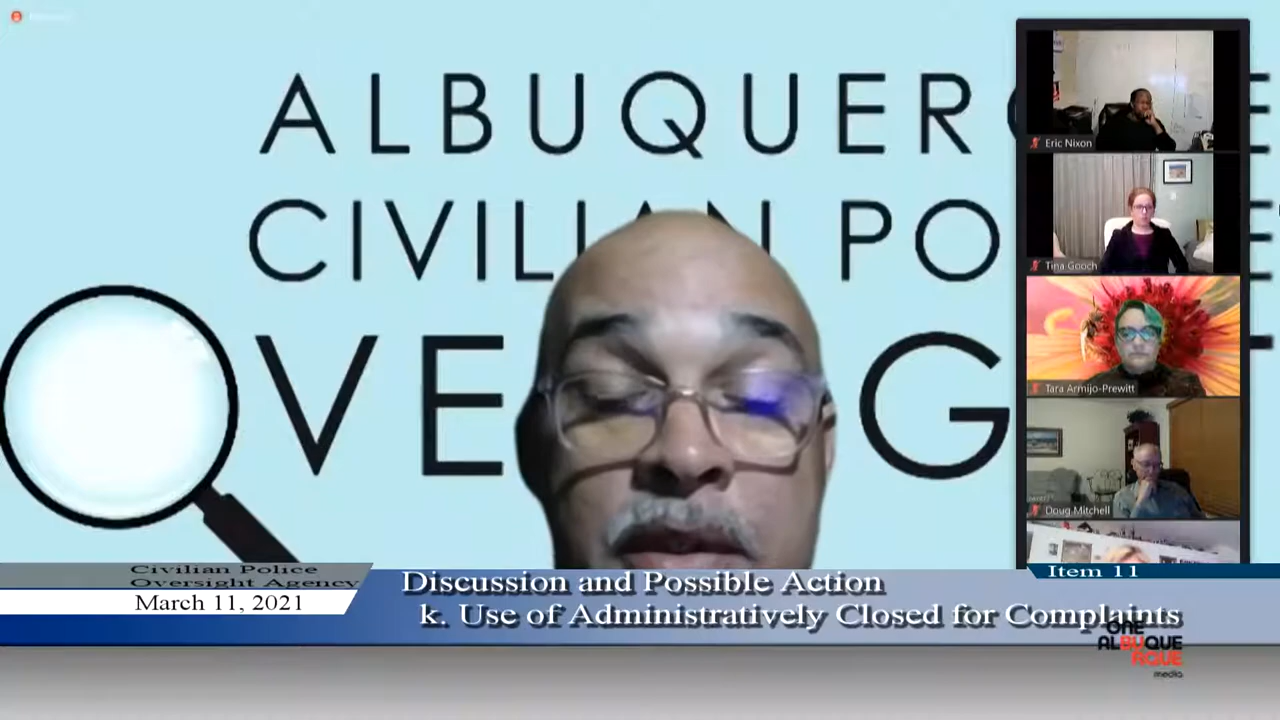 ALBUQUER E
CIVILIAN PO
VE G
Eric Nixon
Tina Gooch
Tara Armijo-Prewitt
Doug Mitchell
Civilian Police
Oversight Agency
March 11, 2021
Discussion and Possible Action
k. Use of Administratively Closed for Complaints
Item 11
ONE
ALBUQUE
RQUE
media